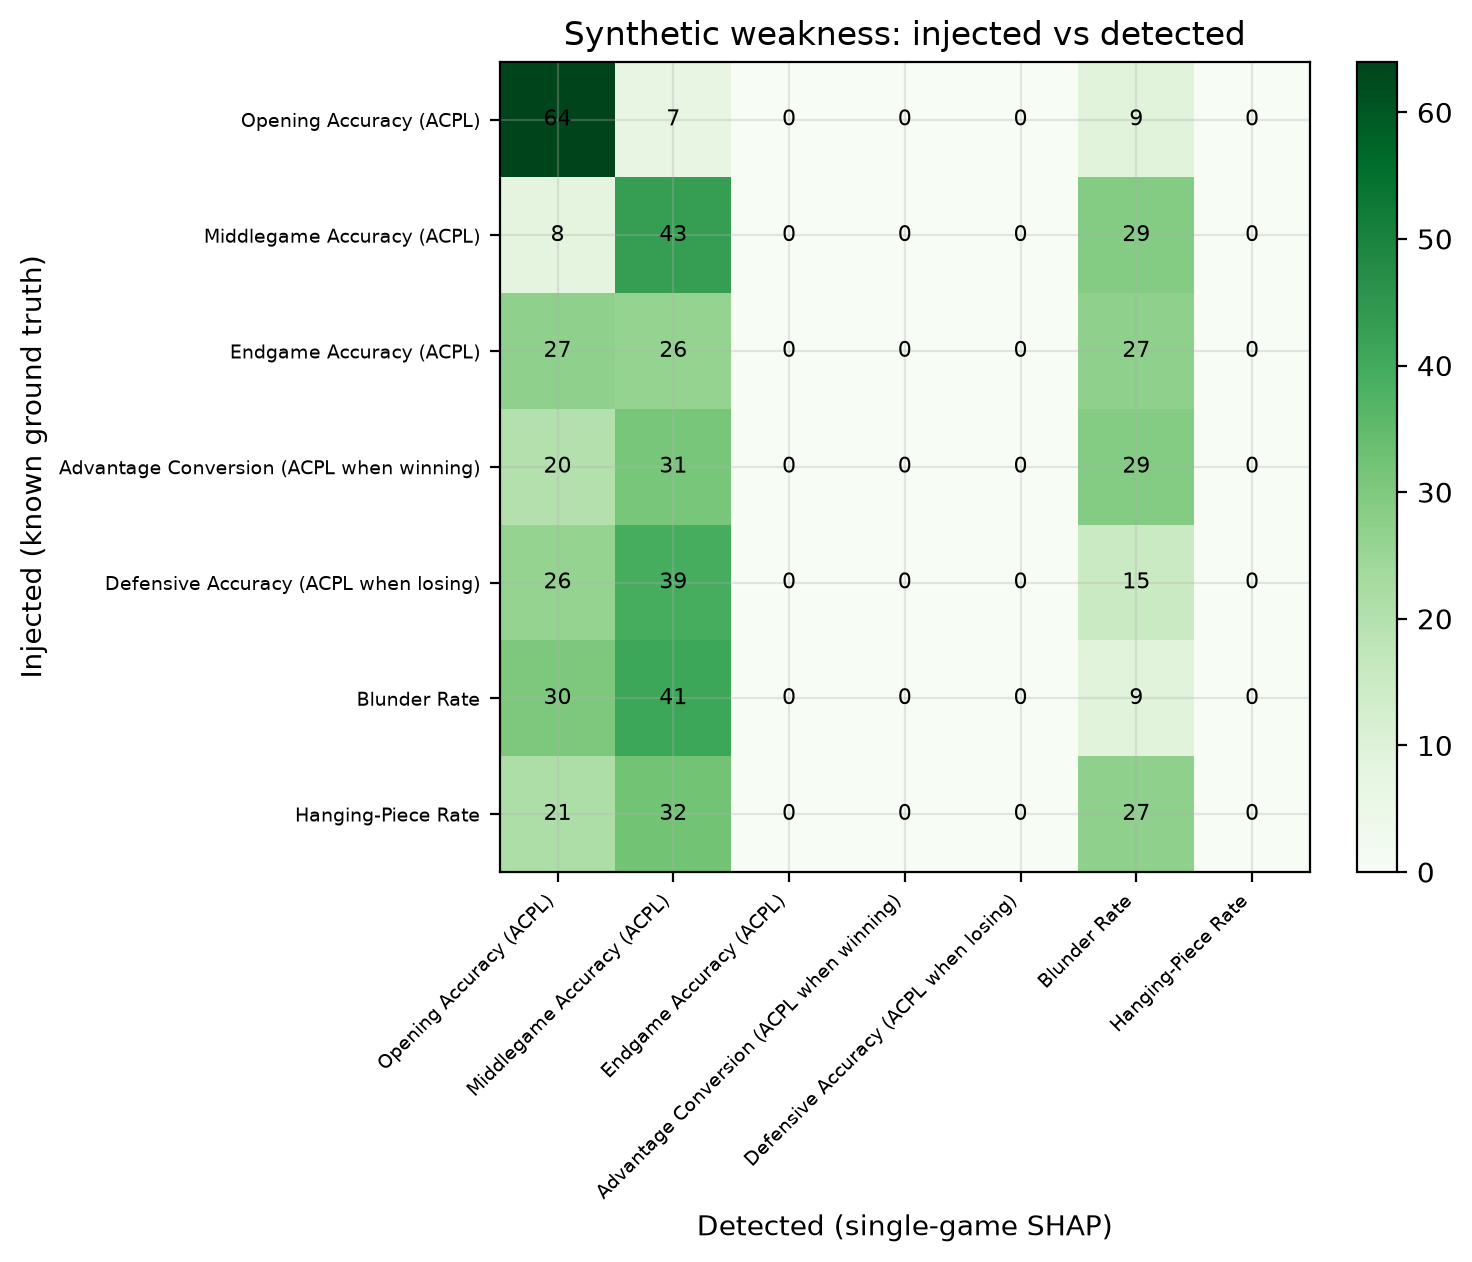 Synthetic weakness: injected vs detected
Injected (known ground truth)
Opening Accuracy (ACPL) 64 7 0 0 0 9 0
Middlegame Accuracy (ACPL) 8 43 0 0 0 29 0
Endgame Accuracy (ACPL) 27 26 0 0 0 27 0
Advantage Conversion (ACPL when winning) 20 31 0 0 0 29 0
Defensive Accuracy (ACPL when losing) 26 39 0 0 0 15 0
Blunder Rate 30 41 0 0 0 9 0
Hanging-Piece Rate 21 32 0 0 0 27 0
Opening Accuracy (ACPL)
Middlegame Accuracy (ACPL)
Endgame Accuracy (ACPL)
Advantage Conversion (ACPL when winning)
Defensive Accuracy (ACPL when losing)
Blunder Rate
Hanging-Piece Rate
Detected (single-game SHAP)
60
50
40
30
20
10
0